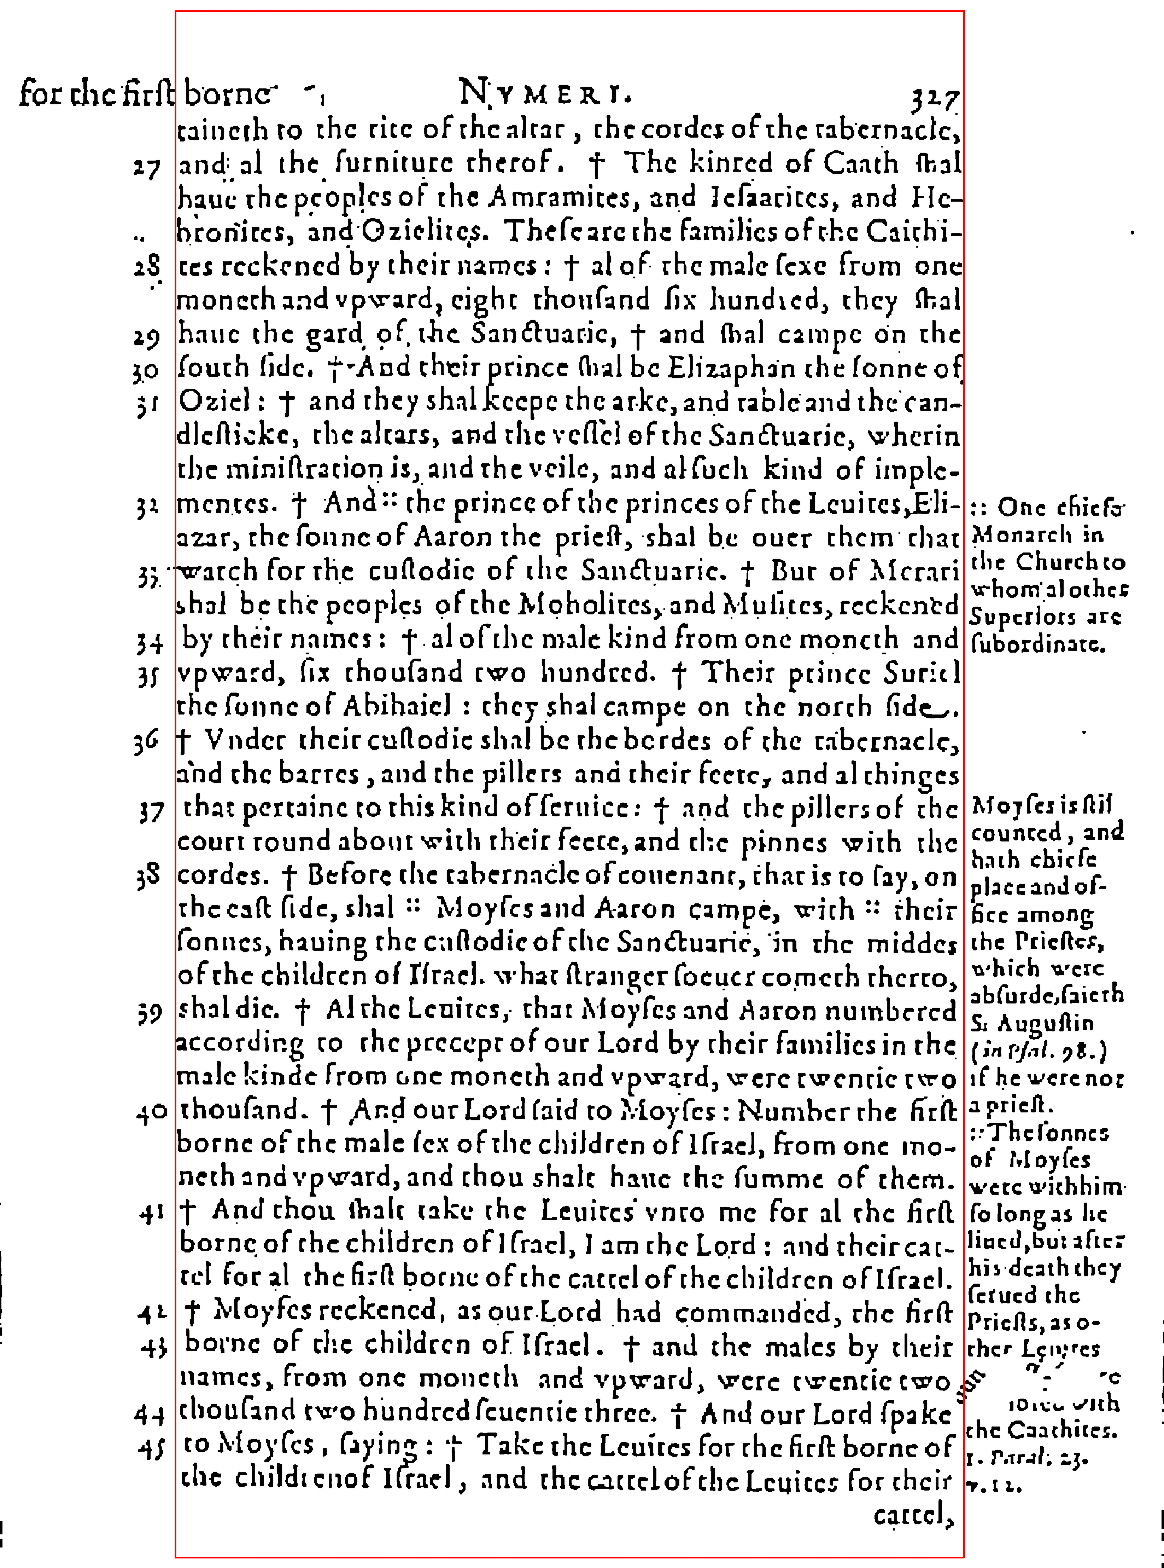 for the firſt borne NVMERI. 327
taineth to the rite of the altar, the cordes of the tabernacle,
27 and al the furniture therof. † The kinred of Caath ſhal
haue the peoples of the Amramites, and Ieſaarites, and He-
bronites, and Ozielites. Theſe are the families of the Caathi-
28 tes reckened by their names: † al of the male ſexe from one
moneth and vpward, eight thouſand ſix hundred, they ſhal
29 haue the gard of the Sanctuarie, † and ſhal campe on the
30 ſouth ſide. † And their prince ſhal be Elizaphan the ſonne of
31 Oziel: † and they shal keepe the arke, and table and the can-
dleſticke, the altars, and the veſſel of the Sanctuarie, wherin
the miniſtration is, and the veile, and al ſuch kind of imple-
32 mentes. † And :: the prince of the princes of the Leuites, Eli-
azar, the ſonne of Aaron the prieſt, shal be ouer them that
33 watch for the cuſtodie of the Sanctuarie. † But of Merari
shal be the peoples of the Moholites, and Muſites, reckened
34 by their names: † al of the male kind from one moneth and
35 vpward, ſix thouſand two hundred. † Their prince Suriel
the ſonne of Abihaiel: they shal campe on the north ſide.
36 † Vnder their cuſtodie shal be the bordes of the tabernacle,
and the barres, and the pillers and their feete, and al thinges
37 that pertaine to this kind of ſeruice: † and the pillers of the
court round about with their feete, and the pinnes with the
38 cordes. † Before the tabernacle of couenant, that is to ſay, on
the eaſt ſide, shal :: Moyſes and Aaron campe, with :: their
ſonnes, hauing the cuſtodie of the Sanctuarie, in the middes
of the children of Iſrael. what ſtranger ſoeuer cometh therto,
39 shal die. † Al the Leuites, that Moyſes and Aaron numbered
according to the precept of our Lord by their families in the
male kinde from one moneth and vpward, were twentie two
40 thouſand. † And our Lord ſaid to Moyſes: Number the firſt
borne of the male ſex of the children of Iſrael, from one mo-
neth and vpward, and thou shalt haue the ſumme of them.
41 † And thou ſhalt take the Leuites vnto me for al the firſt
borne of the children of Iſrael, I am the Lord: and their cat-
tel for al the firſt borne of the cattel of the children of Iſrael.
42 † Moyſes reckened, as our Lord had commanded, the firſt
43 borne of the children of Iſrael. † and the males by their
names, from one moneth and vpward, were twentie two
44 thouſand two hundred ſeuentie three. † And our Lord ſpake
45 to Moyſes, ſaying: † Take the Leuites for the firſt borne of
the children of Iſrael, and the cattel of the Leuites for their
cattel,
:: One chiefe
Monarch in
the Church to
whom al other
Superiors are
ſubordinate.
Moyſes is ſtil
counted, and
hath chiefe
place and of-
fice among
the Prieſtes,
which were
abſurde, ſaieth
S. Auguſtin
(in Pſal. 98.)
if he were not
a prieſt.
:: The ſonnes
of Moyſes
were with him
ſo long as he
liued, but after
his death they
ſerued the
Prieſts, as o-
ther Leuites
with
the Caathites.
1. Paral. 23.
v. 12.